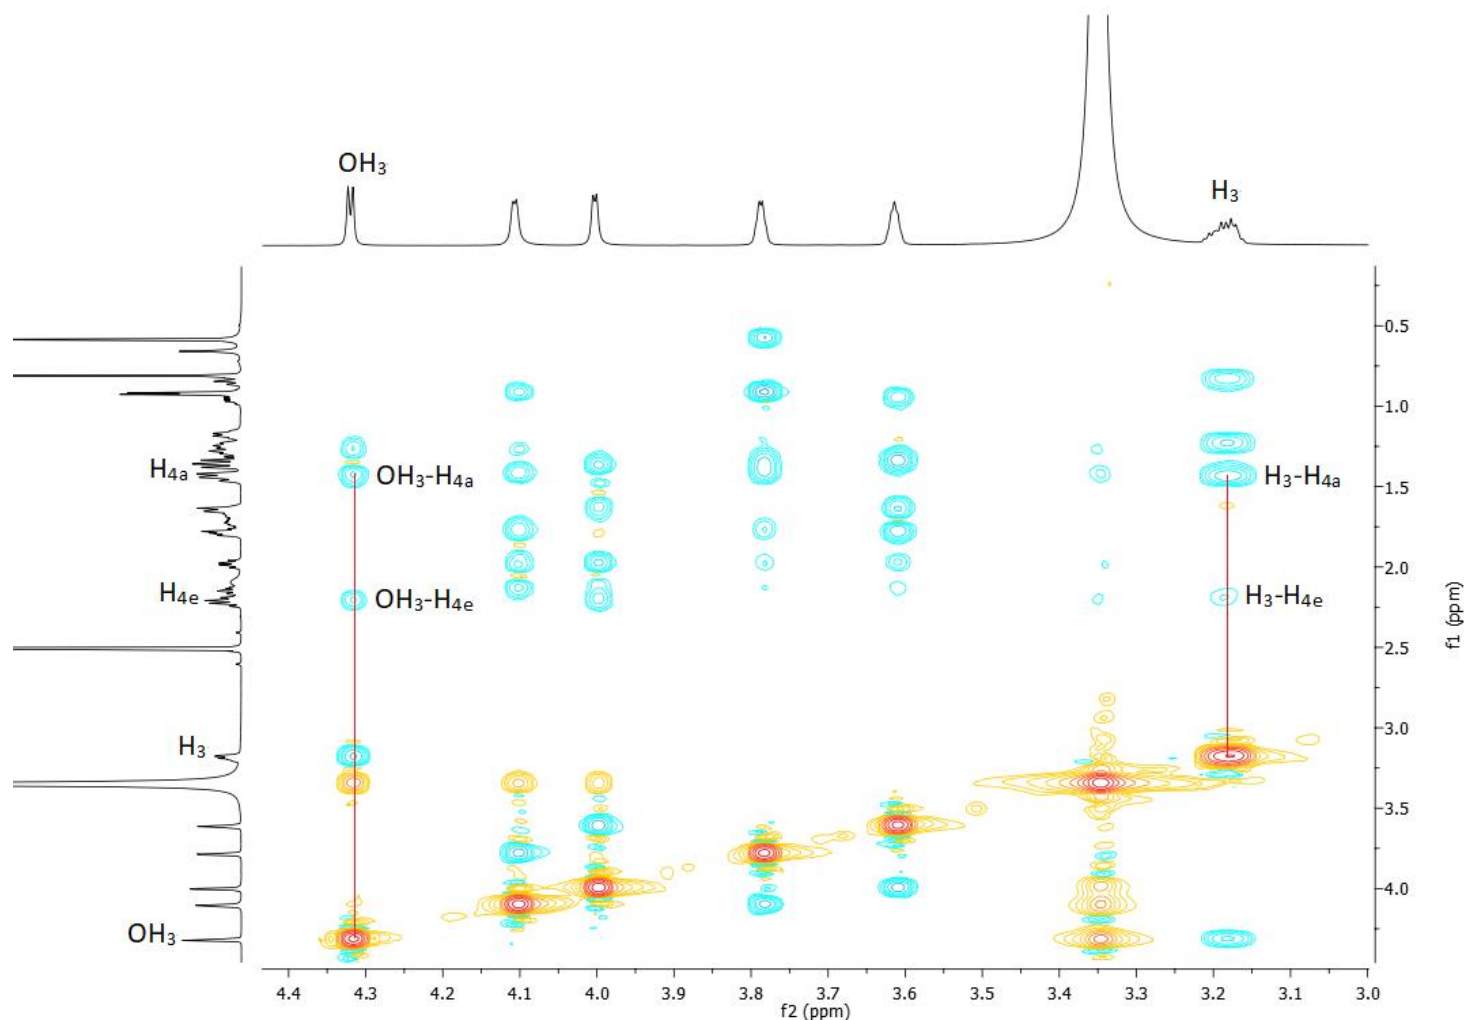 OH₃
H₃
H₄ₐ
OH₃-H₄ₐ
H₃-H₄ₐ
H₄ₑ
OH₃-H₄ₑ
H₃-H₄ₑ
H₃
OH₃
0.5
1.0
1.5
2.0
2.5
3.0
3.5
4.0
f1 (ppm)
4.4 4.3 4.2 4.1 4.0 3.9 3.8 3.7 3.6 3.5 3.4 3.3 3.2 3.1 3.0
f2 (ppm)